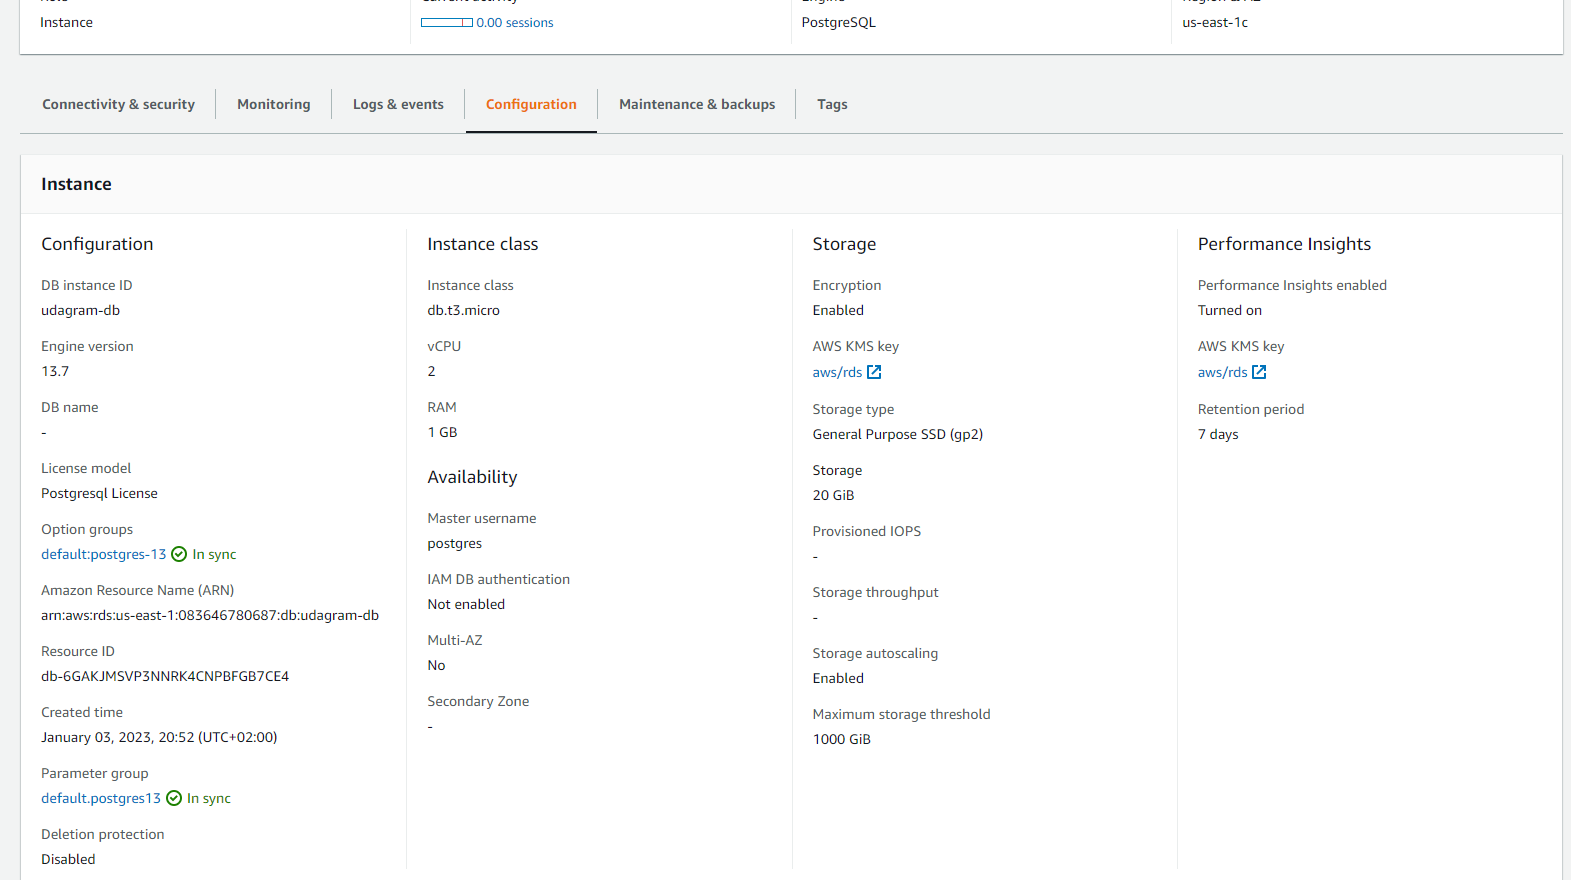 Instance
0.00 sessions
PostgreSQL
us-east-1c
Connectivity & security
Monitoring
Logs & events
Configuration
Maintenance & backups
Tags
Instance
Configuration
DB instance ID
udagram-db
Engine version
13.7
DB name
-
License model
Postgresql License
Option groups
default:postgres-13 In sync
Amazon Resource Name (ARN)
arn:aws:rds:us-east-1:083646780687:db:udagram-db
Resource ID
db-6GAKJMSVP3NNRK4CNPBFGB7CE4
Created time
January 03, 2023, 20:52 (UTC+02:00)
Parameter group
default.postgres13 In sync
Deletion protection
Disabled
Instance class
Instance class
db.t3.micro
vCPU
2
RAM
1 GB
Availability
Master username
postgres
IAM DB authentication
Not enabled
Multi-AZ
No
Secondary Zone
-
Storage
Encryption
Enabled
AWS KMS key
aws/rds
Storage type
General Purpose SSD (gp2)
Storage
20 GiB
Provisioned IOPS
-
Storage throughput
-
Storage autoscaling
Enabled
Maximum storage threshold
1000 GiB
Performance Insights
Performance Insights enabled
Turned on
AWS KMS key
aws/rds
Retention period
7 days